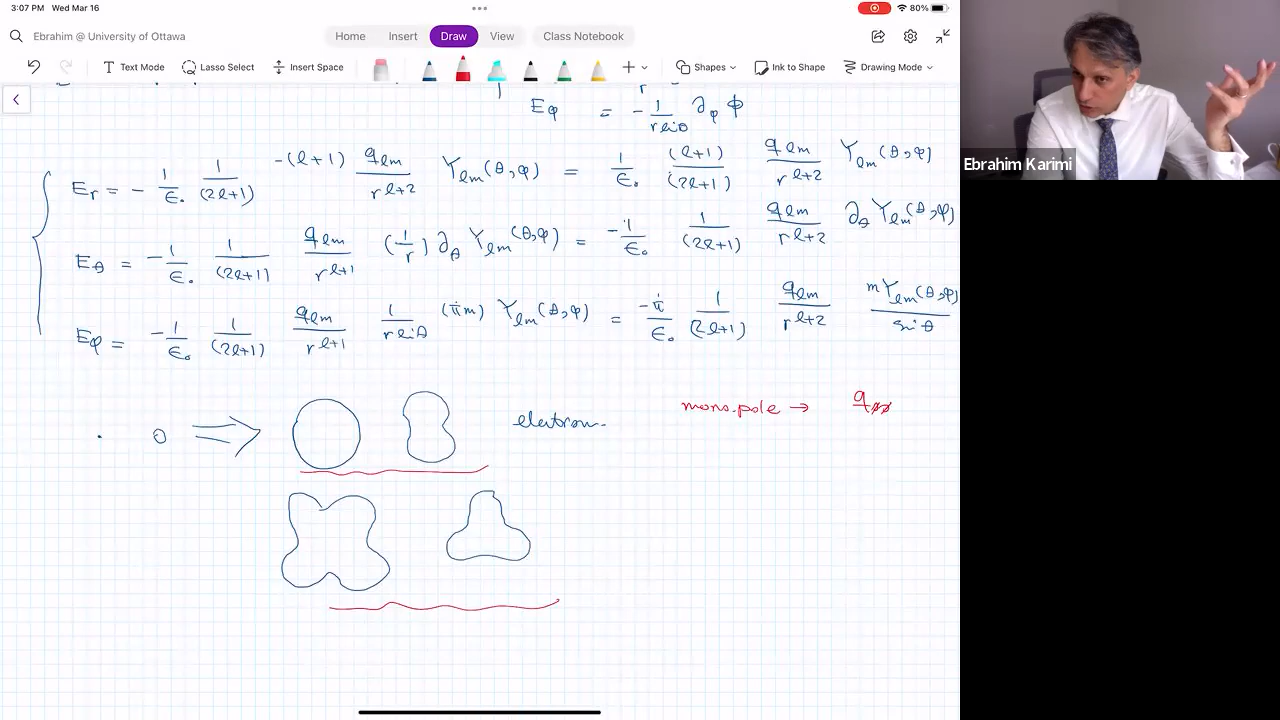 3:07 PM Wed Mar 16
80%
Ebrahim @ University of Ottawa
Home Insert Draw View Class Notebook
Text Mode Lasso Select Insert Space Shapes Ink to Shape Drawing Mode
Eφ = - 1/(r sinθ) ∂φ Φ
Er = - 1/ε₀ 1/(2ℓ+1) -(ℓ+1) qℓm/r^(ℓ+2) Yℓm(θ,φ) = 1/ε₀ (ℓ+1)/(2ℓ+1) qℓm/r^(ℓ+2) Yℓm(θ,φ)
Eθ = -1/ε₀ 1/(2ℓ+1) qℓm/r^(ℓ+1) (1/r) ∂θ Yℓm(θ,φ) = -1/ε₀ 1/(2ℓ+1) qℓm/r^(ℓ+2) ∂θ Yℓm(θ,φ)
Eφ = -1/ε₀ 1/(2ℓ+1) qℓm/r^(ℓ+1) 1/(r sinθ) (im) Yℓm(θ,φ) = -i/ε₀ 1/(2ℓ+1) qℓm/r^(ℓ+2) mYℓm(θ,φ)/sinθ
0 ⇒ eletron. monopole → q00
Ebrahim Karimi